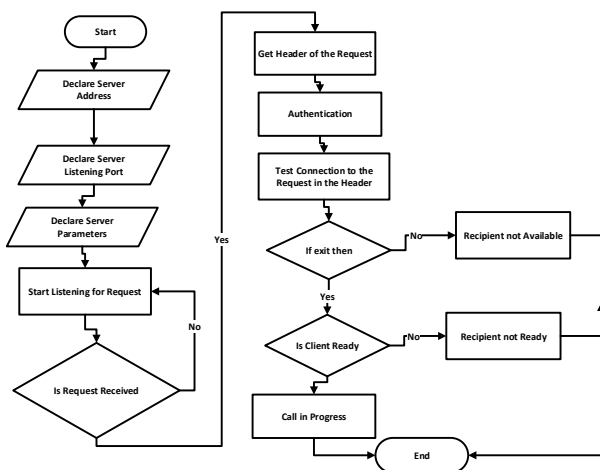 Start
Declare Server
Address
Declare Server
Listening Port
Declare Server
Parameters
Start Listening for Request
No
Is Request Received
Yes
Get Header of the Request
Authentication
Test Connection to the
Request in the Header
If exit then
No
Recipient not Available
Yes
Is Client Ready
No
Recipient not Ready
Call in Progress
End